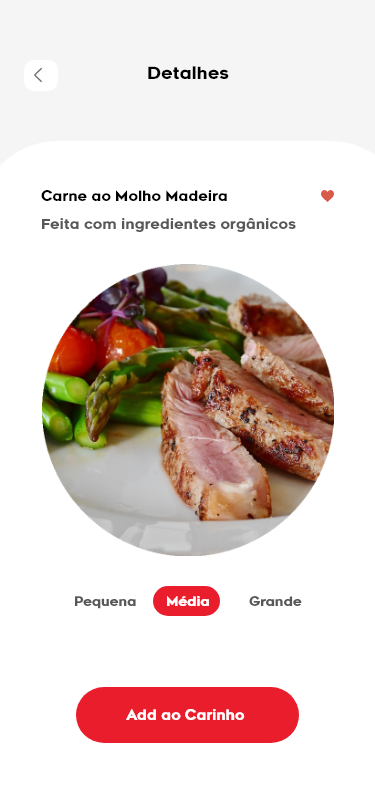 Detalhes
Carne ao Molho Madeira
Feita com ingredientes orgânicos
Pequena Média Grande
Add ao Carinho